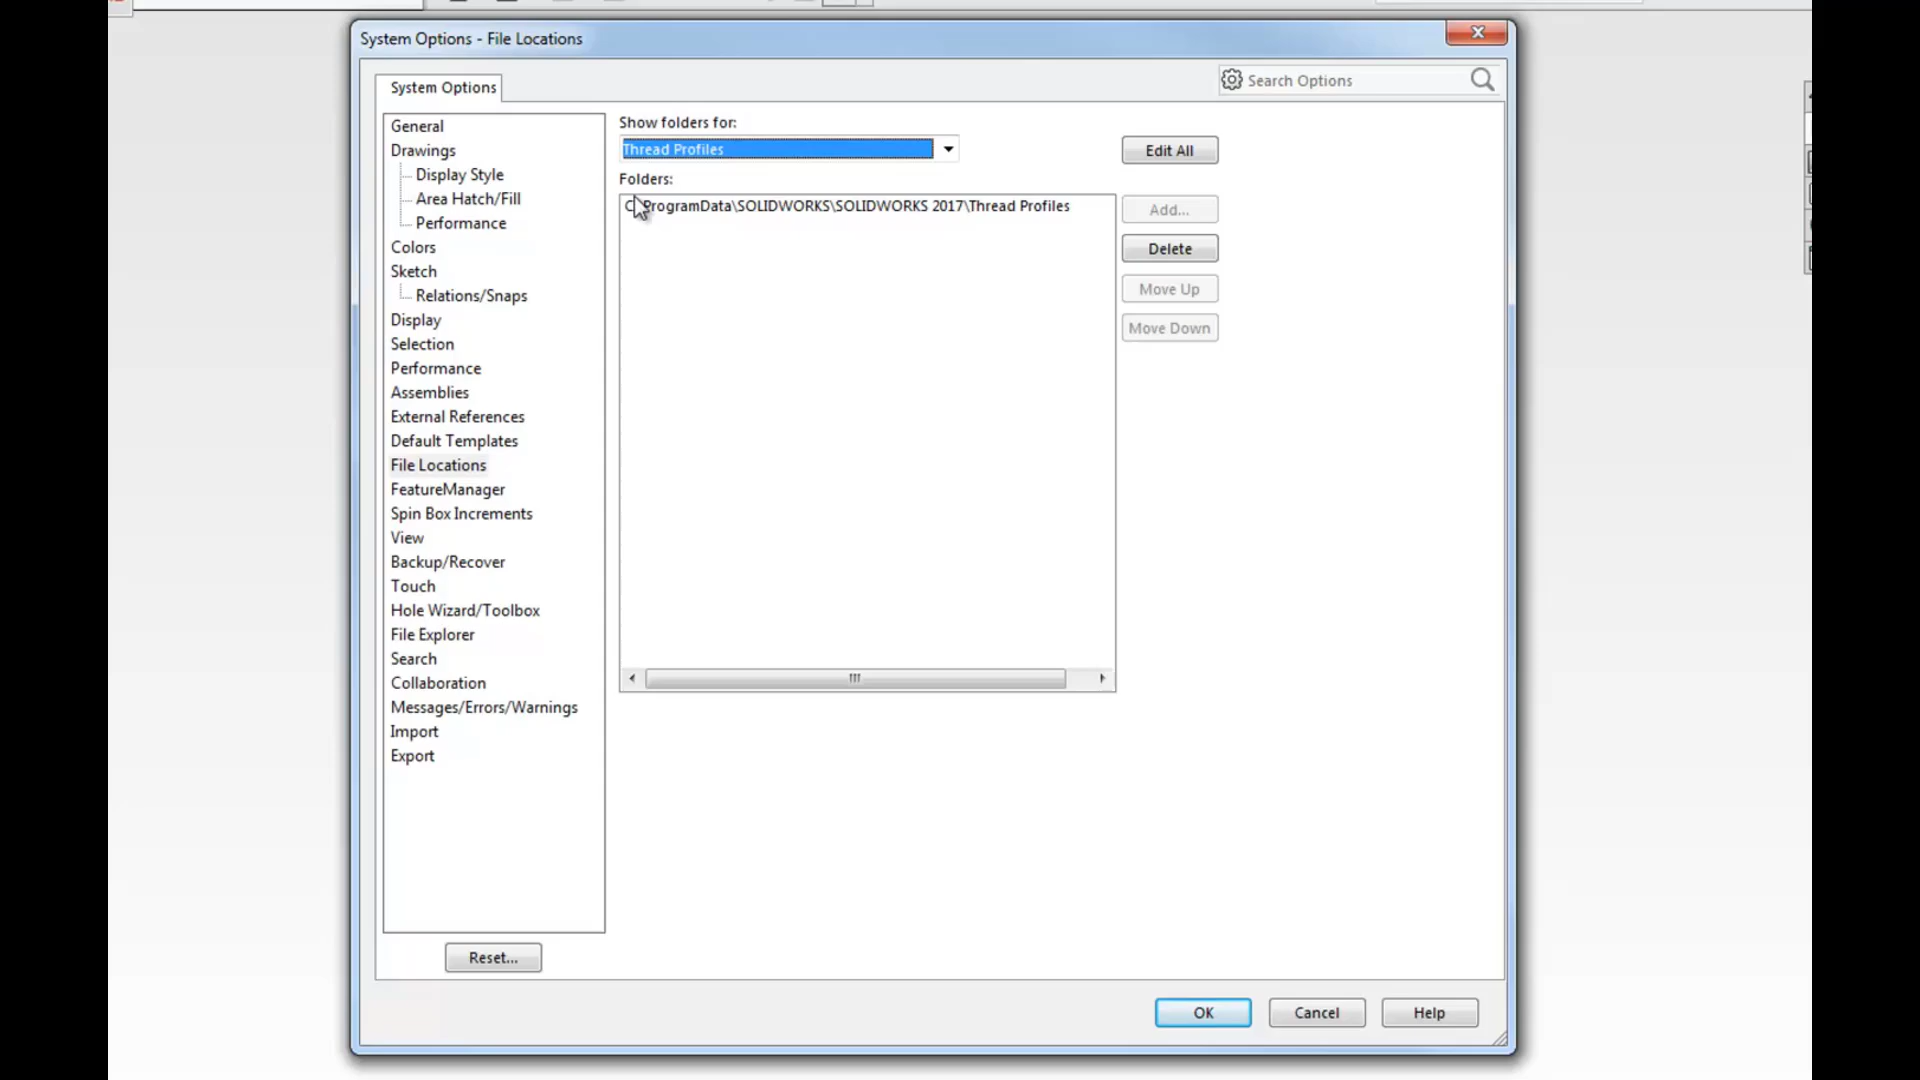 System Options - File Locations
System Options
Search Options
General
Drawings
Display Style
Area Hatch/Fill
Performance
Colors
Sketch
Relations/Snaps
Display
Selection
Performance
Assemblies
External References
Default Templates
File Locations
FeatureManager
Spin Box Increments
View
Backup/Recover
Touch
Hole Wizard/Toolbox
File Explorer
Search
Collaboration
Messages/Errors/Warnings
Import
Export
Reset...
Show folders for:
Thread Profiles
Edit All
Folders:
C:\ProgramData\SOLIDWORKS\SOLIDWORKS 2017\Thread Profiles
Add...
Delete
Move Up
Move Down
OK
Cancel
Help